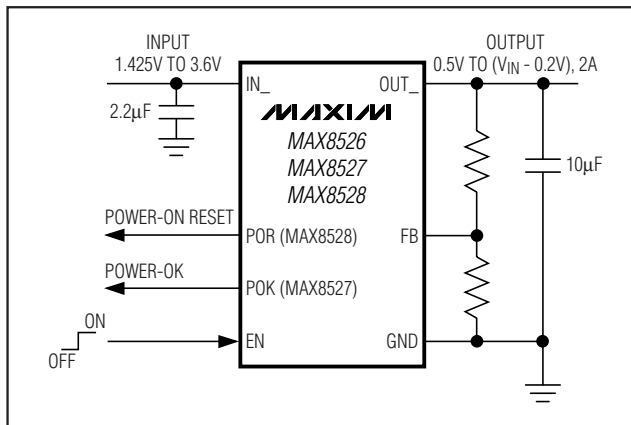 INPUT
1.425V TO 3.6V
OUTPUT
0.5V TO (VIN - 0.2V), 2A
IN_
OUT_
2.2μF
MAXIM
MAX8526
MAX8527
MAX8528
10μF
POWER-ON RESET
POR (MAX8528)
FB
POWER-OK
POK (MAX8527)
ON
OFF
EN
GND